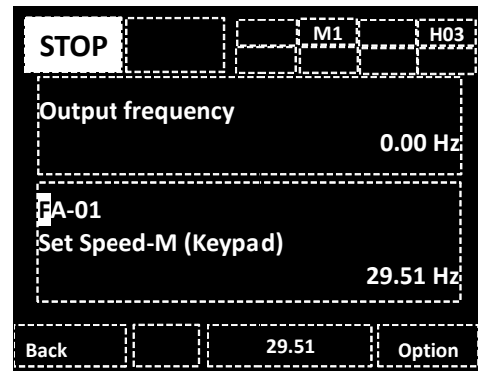 STOP M1 H03
Output frequency
0.00 Hz
FA-01
Set Speed-M (Keypad)
29.51 Hz
Back 29.51 Option